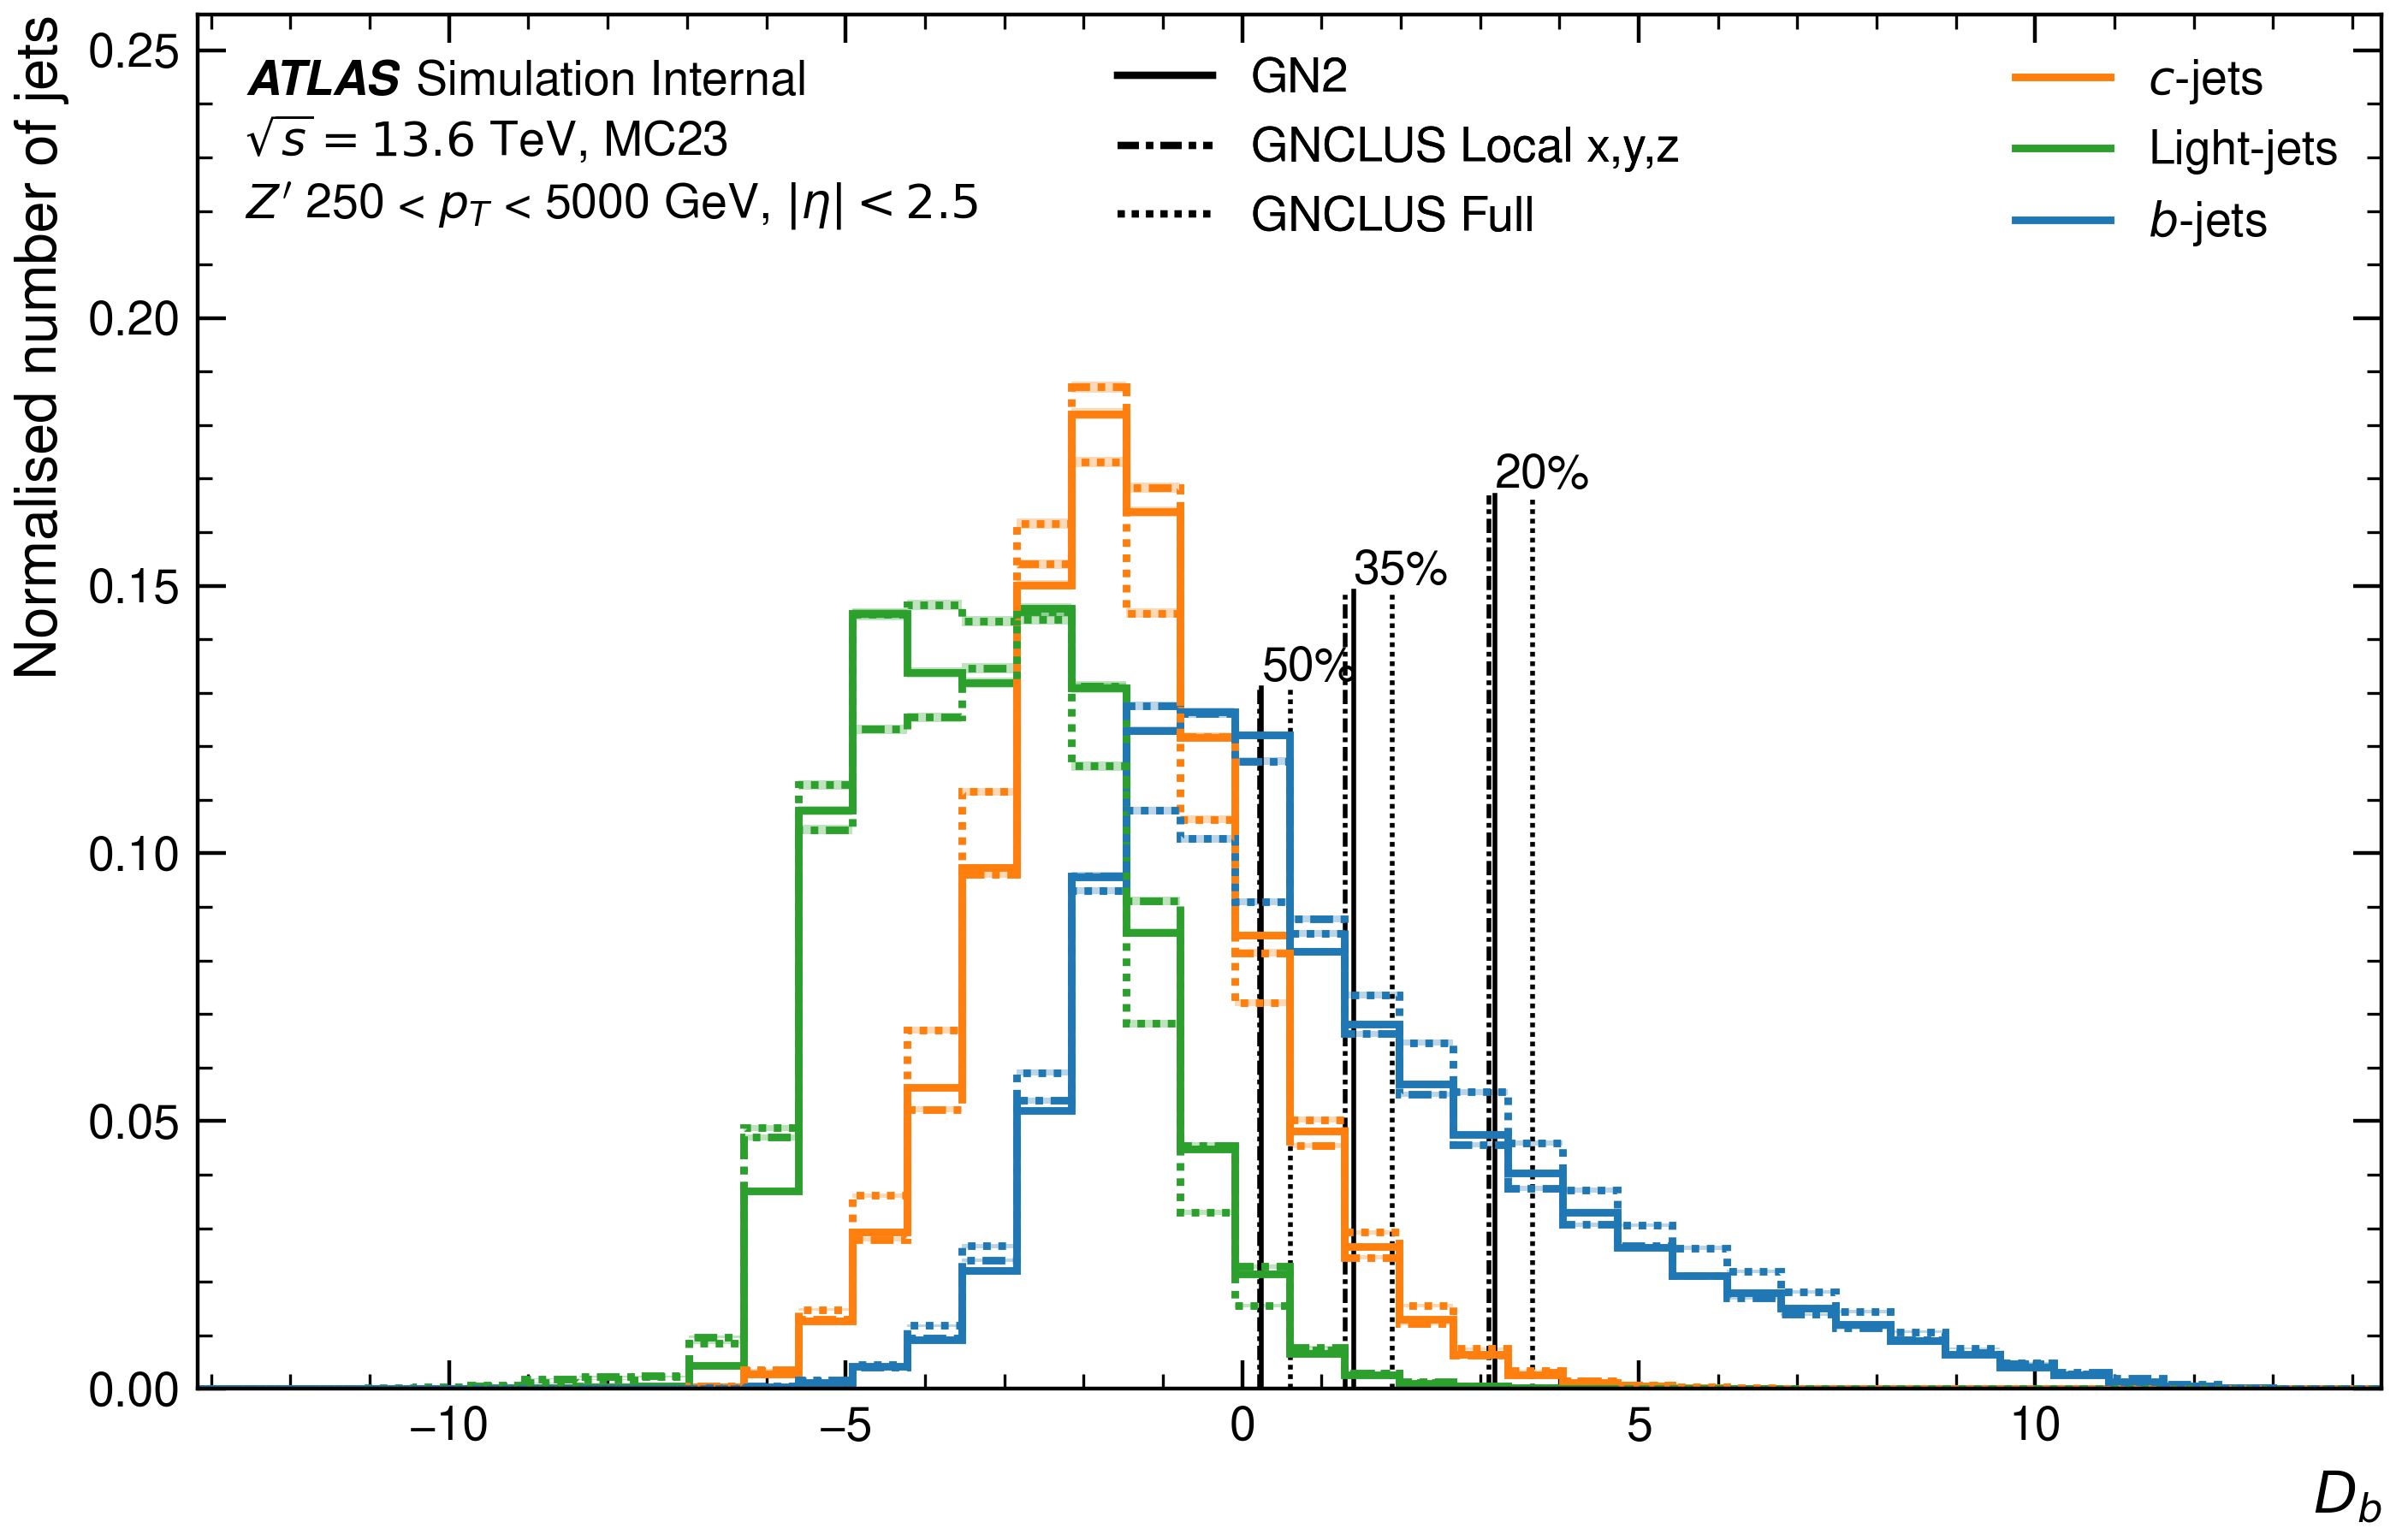 Normalised number of jets
0.25
0.20
0.15
0.10
0.05
0.00
ATLAS Simulation Internal
√s = 13.6 TeV, MC23
Z′ 250 < p_T < 5000 GeV, |η| < 2.5
GN2
GNCLUS Local x,y,z
GNCLUS Full
c-jets
Light-jets
b-jets
20%
35%
50%
−10
−5
0
5
10
D_b